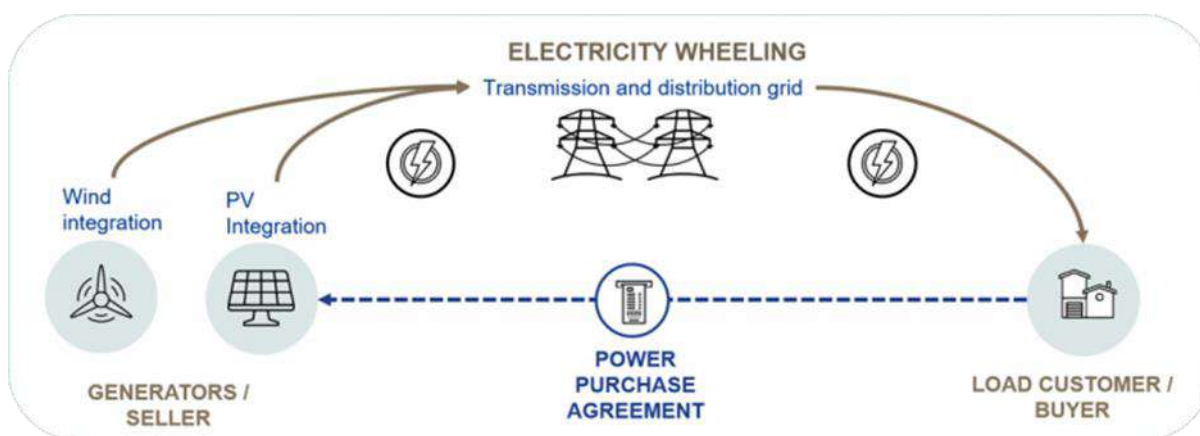 ELECTRICITY WHEELING
Transmission and distribution grid
Wind
integration
PV
Integration
GENERATORS /
SELLER
POWER
PURCHASE
AGREEMENT
LOAD CUSTOMER /
BUYER